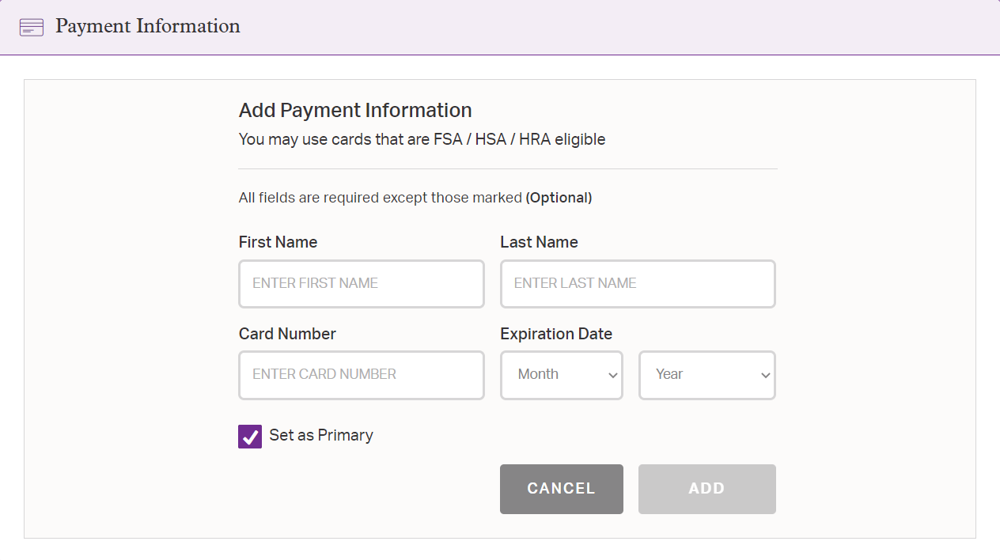 Payment Information
Add Payment Information
You may use cards that are FSA / HSA / HRA eligible
All fields are required except those marked (Optional)
First Name
Last Name
ENTER FIRST NAME
ENTER LAST NAME
Card Number
Expiration Date
ENTER CARD NUMBER
Month
Year
Set as Primary
CANCEL
ADD